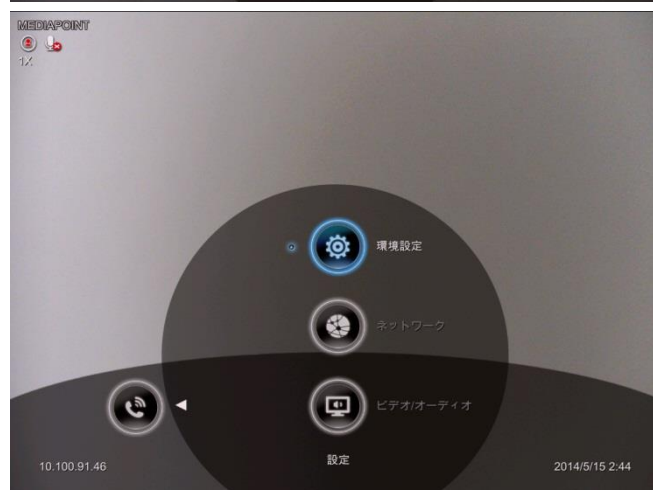 MEDIAPOINT
1X
環境設定
ネットワーク
ビデオ/オーディオ
設定
10.100.91.46
2014/5/15 2:44